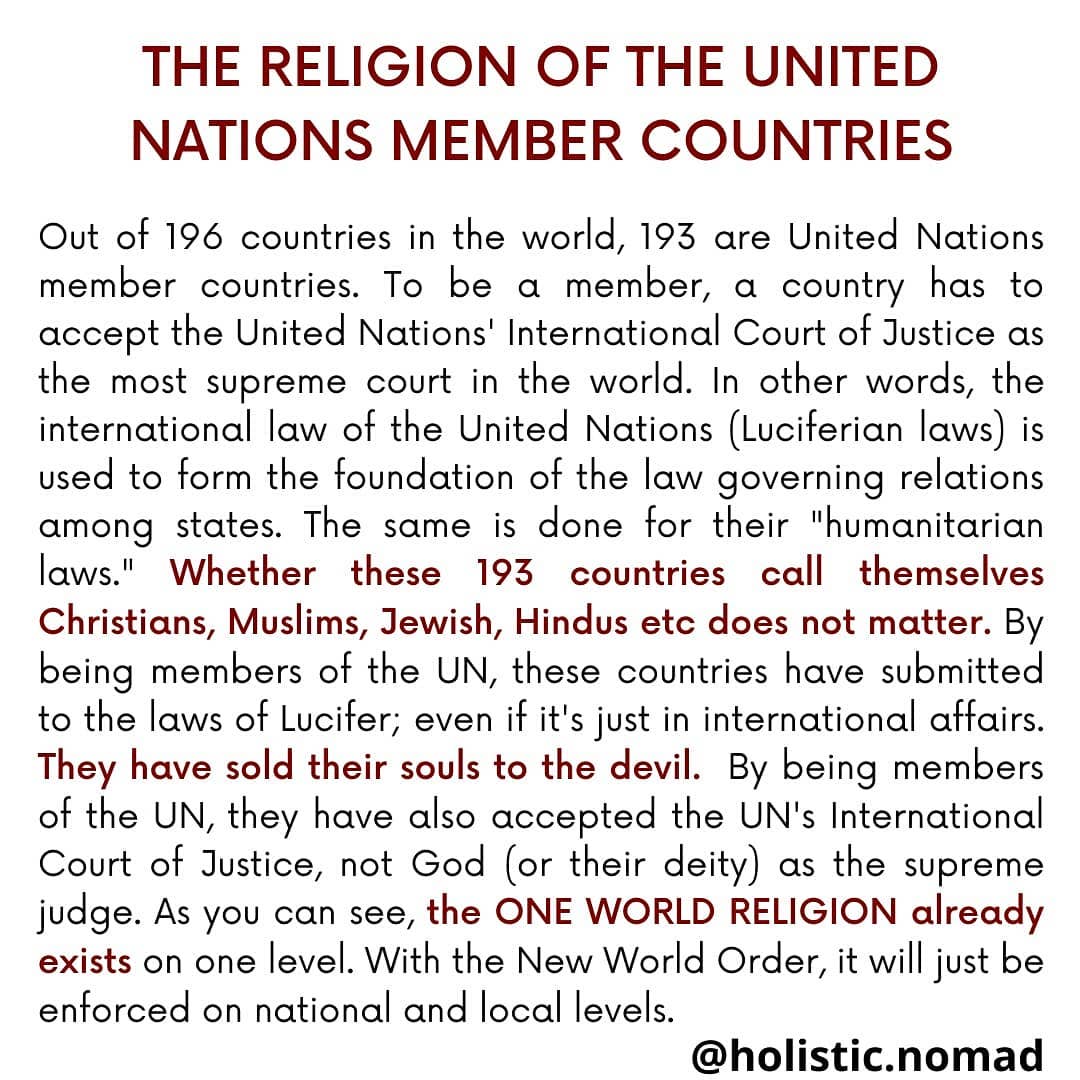 THE RELIGION OF THE UNITED
NATIONS MEMBER COUNTRIES
Out of 196 countries in the world, 193 are United Nations
member countries. To be a member, a country has to
accept the United Nations' International Court of Justice as
the most supreme court in the world. In other words, the
international law of the United Nations (Luciferian laws) is
used to form the foundation of the law governing relations
among states. The same is done for their "humanitarian
laws." Whether these 193 countries call themselves
Christians, Muslims, Jewish, Hindus etc does not matter. By
being members of the UN, these countries have submitted
to the laws of Lucifer; even if it's just in international affairs.
They have sold their souls to the devil. By being members
of the UN, they have also accepted the UN's International
Court of Justice, not God (or their deity) as the supreme
judge. As you can see, the ONE WORLD RELIGION already
exists on one level. With the New World Order, it will just be
enforced on national and local levels.
@holistic.nomad